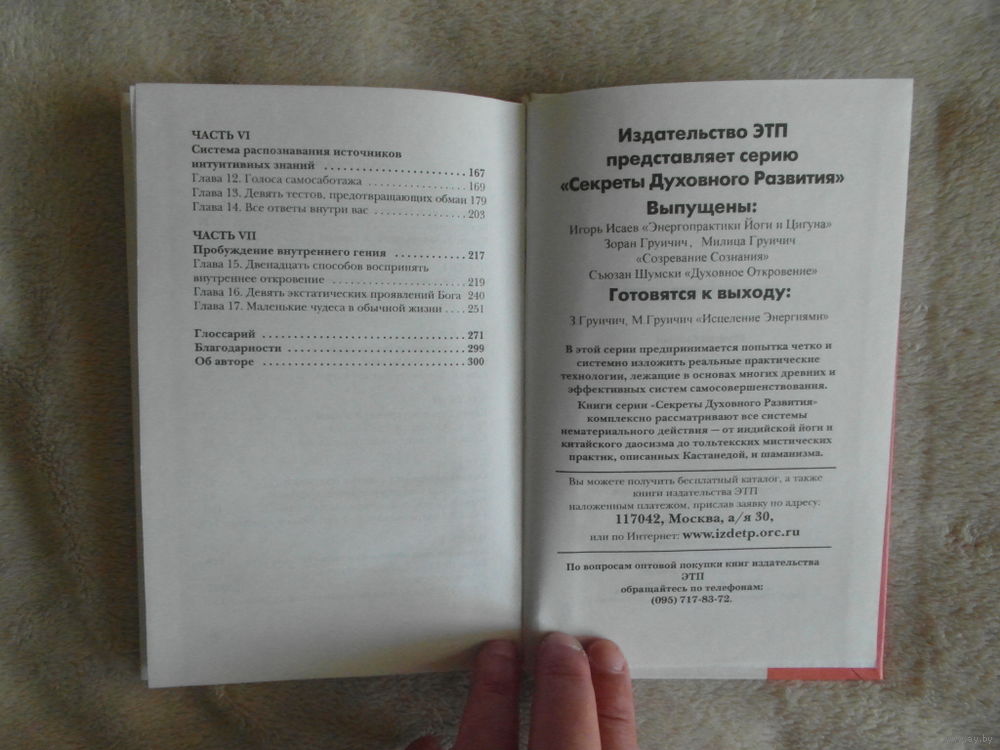 ЧАСТЬ VI
Система распознавания источников
интуитивных знаний ........................ 167
Глава 12. Голоса самосаботажа ................ 169
Глава 13. Девять тестов, предотвращающих обман 179
Глава 14. Все ответы внутри вас ............... 203
ЧАСТЬ VII
Пробуждение внутреннего гения ............ 217
Глава 15. Двенадцать способов воспринять
внутреннее откровение ..................... 219
Глава 16. Девять экстатических проявлений Бога 240
Глава 17. Маленькие чудеса в обычной жизни .... 251
Глоссарий ................................ 271
Благодарности ............................ 299
Об авторе ................................ 300
Издательство ЭТП
представляет серию
«Секреты Духовного Развития»
Выпущены:
Игорь Исаев «Энергопрактики Йоги и Цигуна»
Зоран Груичич, Милица Груичич
«Созревание Сознания»
Сьюзан Шумски «Духовное Откровение»
Готовятся к выходу:
З.Груичич, М.Груичич «Исцеление Энергиями»
В этой серии предпринимается попытка четко и
системно изложить реальные практические
технологии, лежащие в основах многих древних и
эффективных систем самосовершенствования.
Книги серии «Секреты Духовного Развития»
комплексно рассматривают все системы
нематериального действия — от индийской йоги и
китайского даосизма до тольтекских мистических
практик, описанных Кастанедой, и шаманизма.
Вы можете получить бесплатный каталог, а также
книги издательства ЭТП
наложенным платежом, прислав заявку по адресу:
117042, Москва, а/я 30,
или по Интернет: www.izdetp.orc.ru
По вопросам оптовой покупки книг издательства
ЭТП
обращайтесь по телефонам:
(095) 717-83-72.